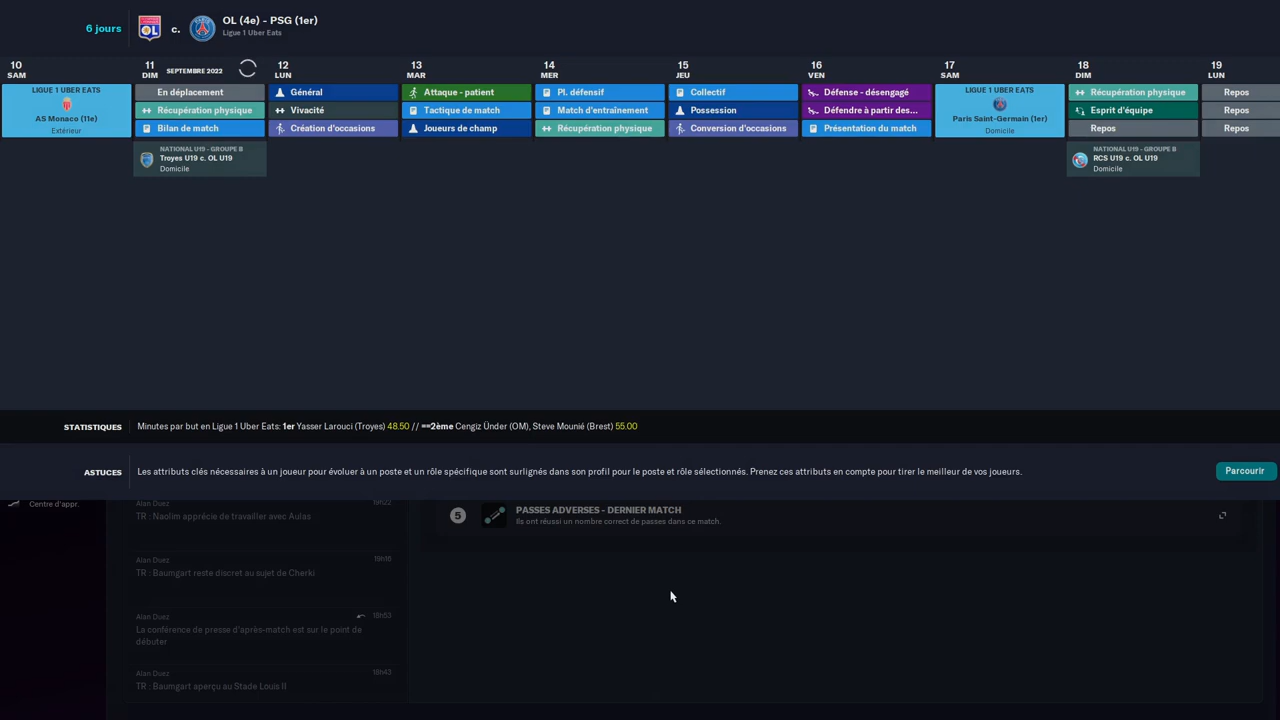 6 jours
c.
OL (4e) - PSG (1er)
Ligue 1 Uber Eats
10
SAM
11
DIM
SEPTEMBRE 2022
12
LUN
13
MAR
14
MER
15
JEU
16
VEN
17
SAM
18
DIM
19
LUN
LIGUE 1 UBER EATS
AS Monaco (11e)
Extérieur
En déplacement
Récupération physique
Bilan de match
NATIONAL U19 - GROUPE B
Troyes U19 c. OL U19
Domicile
Général
Vivacité
Création d'occasions
Attaque - patient
Tactique de match
Joueurs de champ
Pl. défensif
Match d'entraînement
Récupération physique
Collectif
Possession
Conversion d'occasions
Défense - désengagé
Défendre à partir des...
Présentation du match
LIGUE 1 UBER EATS
Paris Saint-Germain (1er)
Domicile
Récupération physique
Esprit d'équipe
Repos
NATIONAL U19 - GROUPE B
RCS U19 c. OL U19
Domicile
Repos
Repos
Repos
STATISTIQUES
Minutes par but en Ligue 1 Uber Eats: 1er Yasser Larouci (Troyes) 48.50 // ==2ème Cengiz Ünder (OM), Steve Mounié (Brest) 55.00
ASTUCES
Les attributs clés nécessaires à un joueur pour évoluer à un poste et un rôle spécifique sont surlignés dans son profil pour le poste et rôle sélectionnés. Prenez ces attributs en compte pour tirer le meilleur de vos joueurs.
Parcourir
Centre d'appr.
Alan Duez
19h22
TR : Naolim apprécie de travailler avec Aulas
Alan Duez
19h16
TR : Baumgart reste discret au sujet de Cherki
Alan Duez
18h53
La conférence de presse d'après-match est sur le point de
débuter
Alan Duez
18h43
TR : Baumgart aperçu au Stade Louis II
5
PASSES ADVERSES - DERNIER MATCH
Ils ont réussi un nombre correct de passes dans ce match.